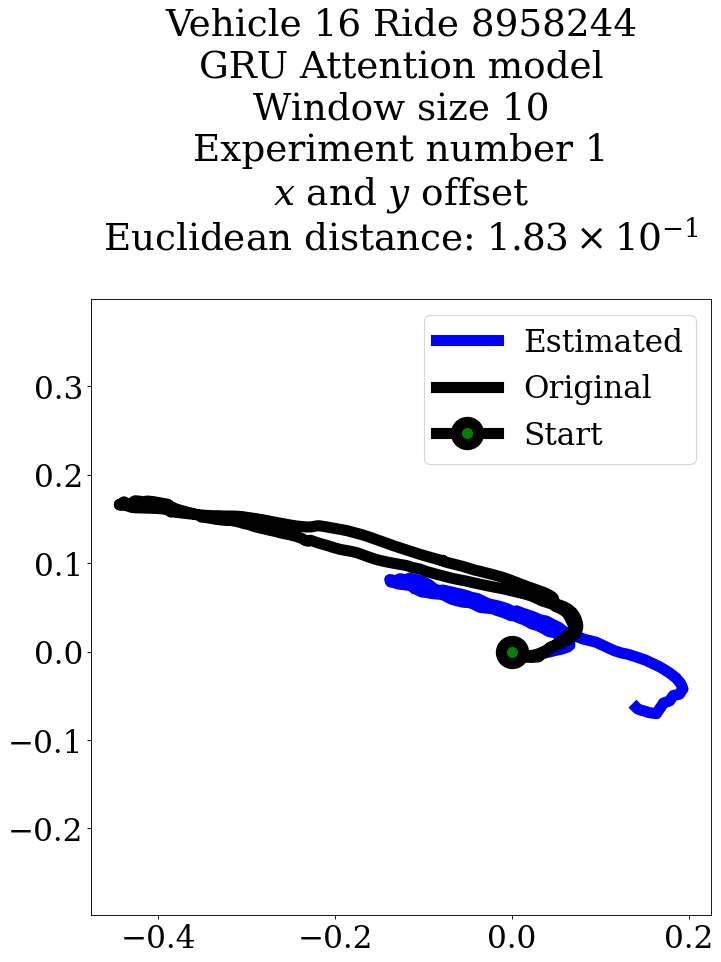 Vehicle 16 Ride 8958244
GRU Attention model
Window size 10
Experiment number 1
x and y offset
Euclidean distance: 1.83 × 10⁻¹
Estimated
Original
Start
0.3
0.2
0.1
0.0
−0.1
−0.2
−0.4
−0.2
0.0
0.2